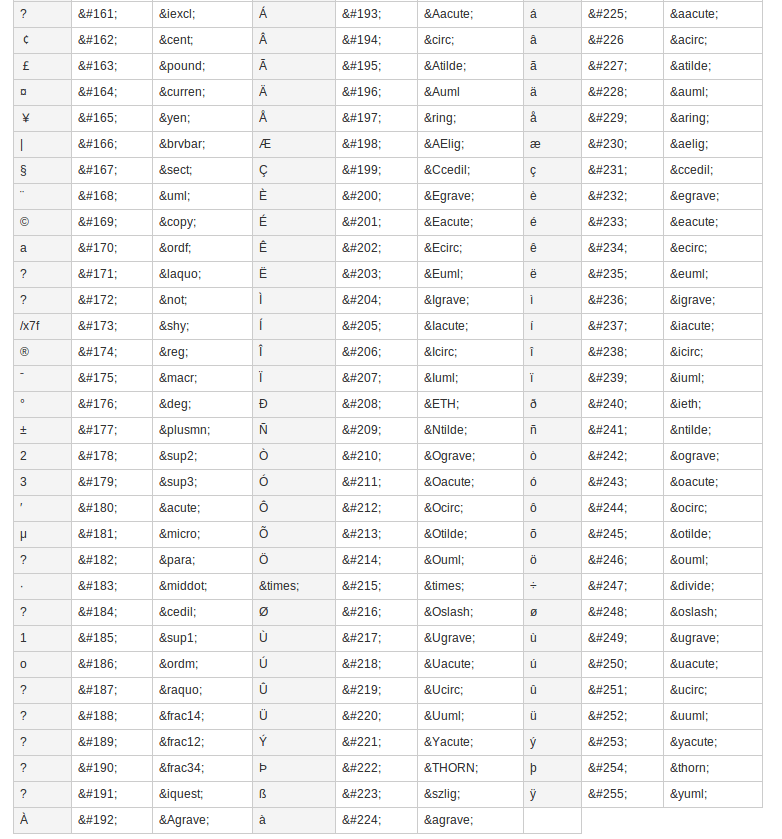 ? &#161; &iexcl; Á &#193; &Aacute; á &#225; &aacute;
¢ &#162; &cent; Â &#194; &circ; â &#226 &acirc;
£ &#163; &pound; Ã &#195; &Atilde; ã &#227; &atilde;
¤ &#164; &curren; Ä &#196; &Auml ä &#228; &auml;
¥ &#165; &yen; Å &#197; &ring; å &#229; &aring;
| &#166; &brvbar; Æ &#198; &AElig; æ &#230; &aelig;
§ &#167; &sect; Ç &#199; &Ccedil; ç &#231; &ccedil;
¨ &#168; &uml; È &#200; &Egrave; è &#232; &egrave;
© &#169; &copy; É &#201; &Eacute; é &#233; &eacute;
a &#170; &ordf; Ê &#202; &Ecirc; ê &#234; &ecirc;
? &#171; &laquo; Ë &#203; &Euml; ë &#235; &euml;
? &#172; &not; Ì &#204; &Igrave; ì &#236; &igrave;
/x7f &#173; &shy; Í &#205; &Iacute; í &#237; &iacute;
® &#174; &reg; Î &#206; &Icirc; î &#238; &icirc;
ˉ &#175; &macr; Ï &#207; &Iuml; ï &#239; &iuml;
° &#176; &deg; Ð &#208; &ETH; ð &#240; &ieth;
± &#177; &plusmn; Ñ &#209; &Ntilde; ñ &#241; &ntilde;
2 &#178; &sup2; Ò &#210; &Ograve; ò &#242; &ograve;
3 &#179; &sup3; Ó &#211; &Oacute; ó &#243; &oacute;
′ &#180; &acute; Ô &#212; &Ocirc; ô &#244; &ocirc;
μ &#181; &micro; Õ &#213; &Otilde; õ &#245; &otilde;
? &#182; &para; Ö &#214; &Ouml; ö &#246; &ouml;
· &#183; &middot; &times; &#215; &times; ÷ &#247; &divide;
? &#184; &cedil; Ø &#216; &Oslash; ø &#248; &oslash;
1 &#185; &sup1; Ù &#217; &Ugrave; ù &#249; &ugrave;
o &#186; &ordm; Ú &#218; &Uacute; ú &#250; &uacute;
? &#187; &raquo; Û &#219; &Ucirc; û &#251; &ucirc;
? &#188; &frac14; Ü &#220; &Uuml; ü &#252; &uuml;
? &#189; &frac12; Ý &#221; &Yacute; ý &#253; &yacute;
? &#190; &frac34; Þ &#222; &THORN; þ &#254; &thorn;
? &#191; &iquest; ß &#223; &szlig; ÿ &#255; &yuml;
À &#192; &Agrave; à &#224; &agrave;